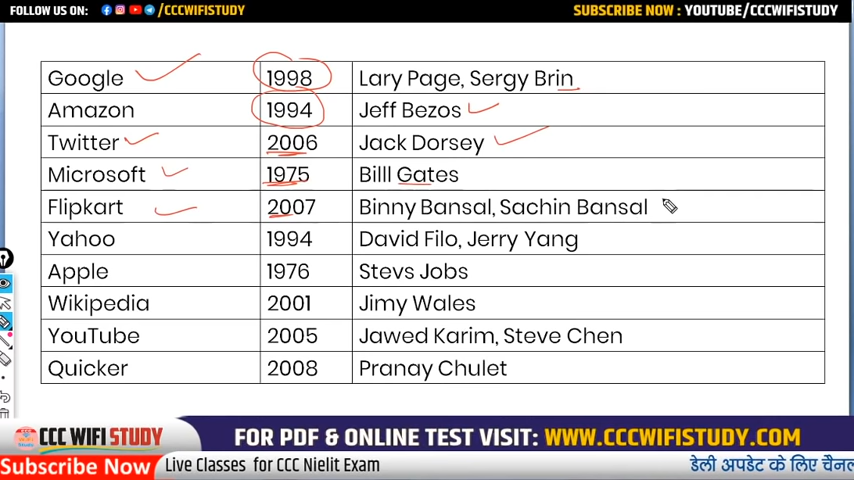 FOLLOW US ON: /CCCWIFISTUDY SUBSCRIBE NOW : YOUTUBE/CCCWIFISTUDY
Google 1998 Lary Page, Sergy Brin
Amazon 1994 Jeff Bezos
Twitter 2006 Jack Dorsey
Microsoft 1975 Billl Gates
Flipkart 2007 Binny Bansal, Sachin Bansal
Yahoo 1994 David Filo, Jerry Yang
Apple 1976 Stevs Jobs
Wikipedia 2001 Jimy Wales
YouTube 2005 Jawed Karim, Steve Chen
Quicker 2008 Pranay Chulet
CCC WIFI STUDY FOR PDF & ONLINE TEST VISIT: WWW.CCCWIFISTUDY.COM
Subscribe Now Live Classes for CCC Nielit Exam डेली अपडेट के लिए चैनल